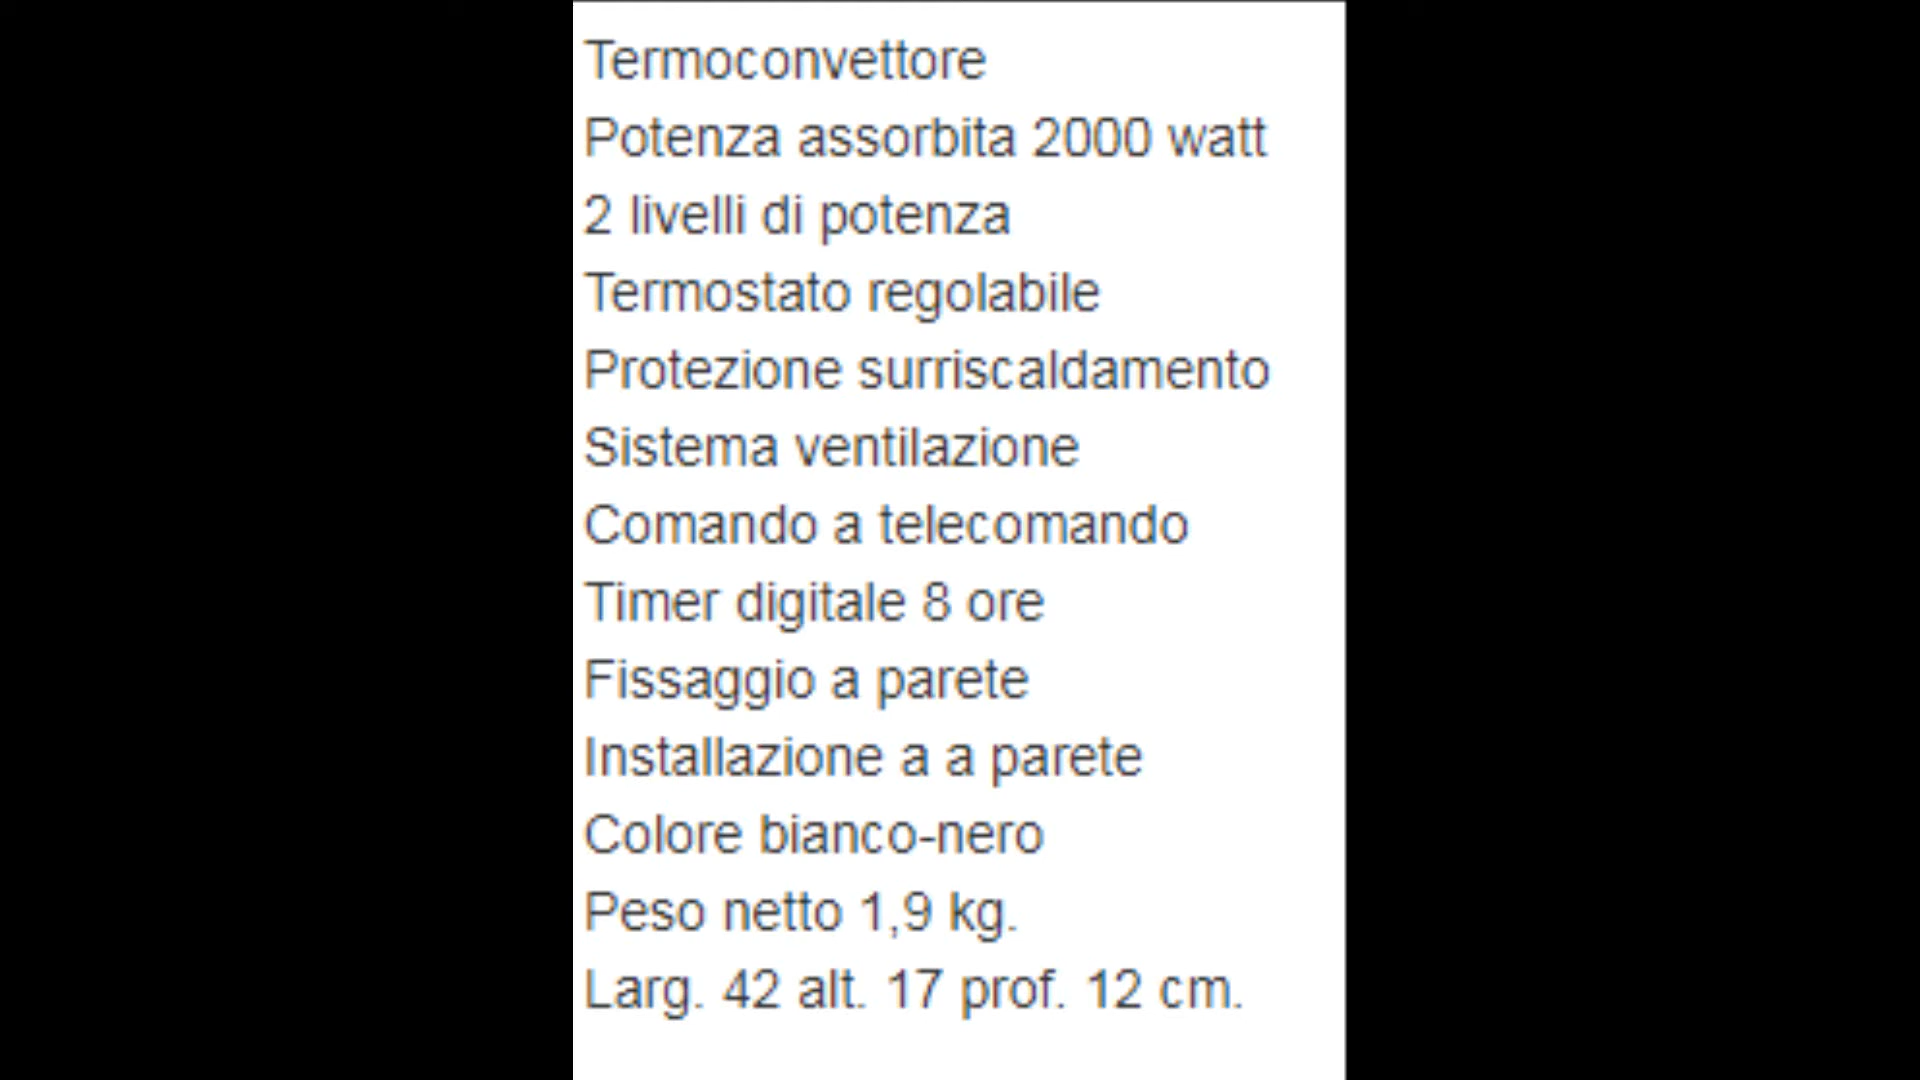 Termoconvettore
Potenza assorbita 2000 watt
2 livelli di potenza
Termostato regolabile
Protezione surriscaldamento
Sistema ventilazione
Comando a telecomando
Timer digitale 8 ore
Fissaggio a parete
Installazione a a parete
Colore bianco-nero
Peso netto 1,9 kg.
Larg. 42 alt. 17 prof. 12 cm.